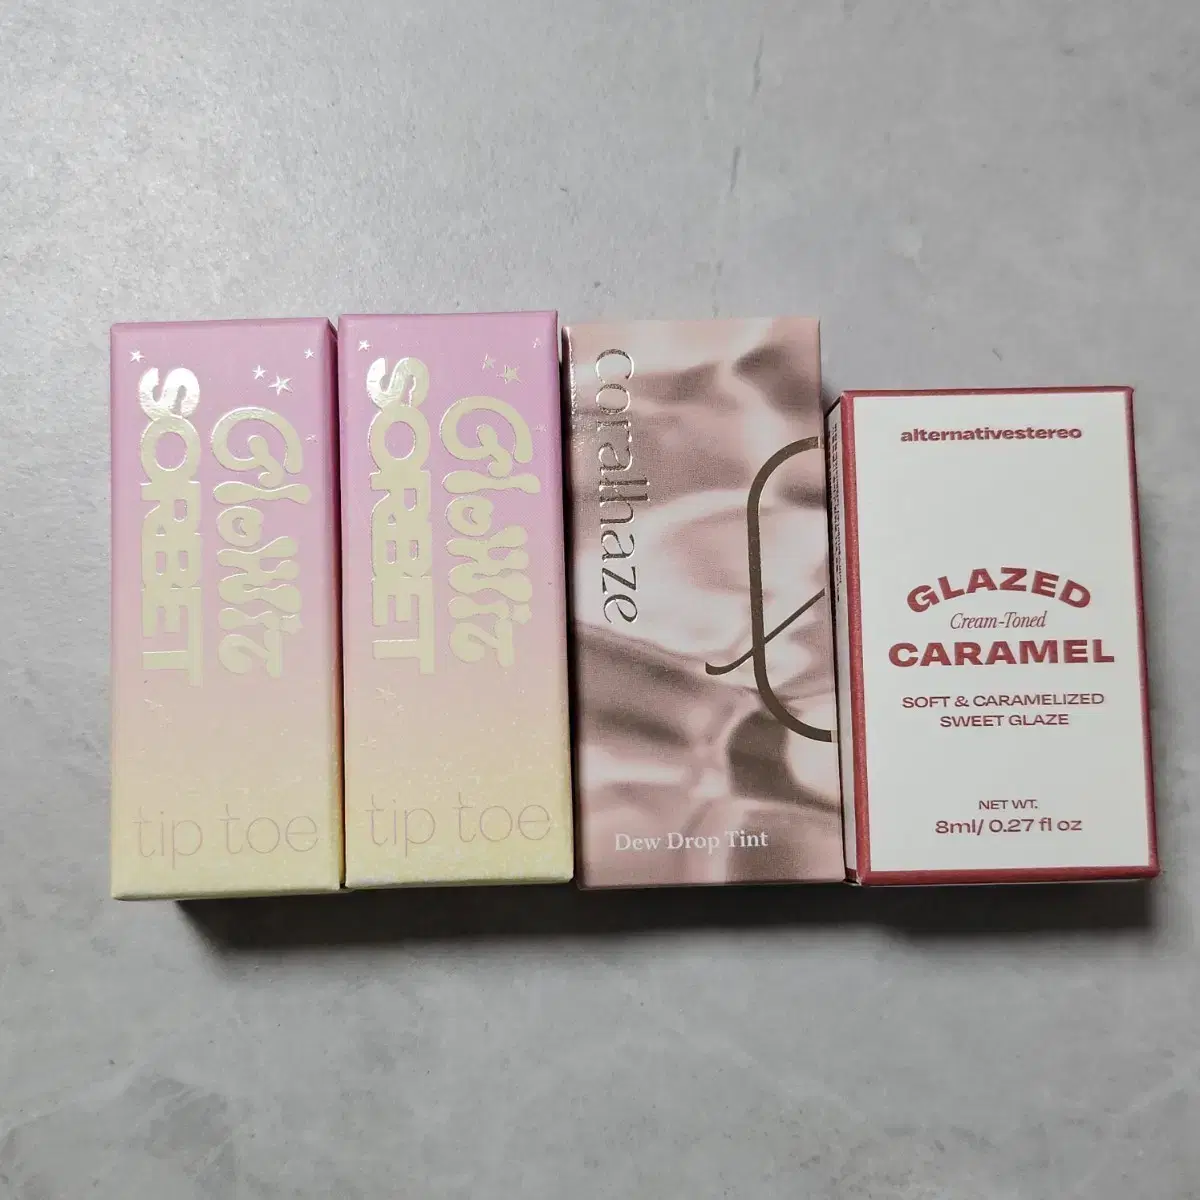 Glowiz
SORBET
tip toe
Glowiz
SORBET
tip toe
coralhaze
Dew Drop Tint
alternativestereo
GLAZED
Cream-Toned
CARAMEL
SOFT & CARAMELIZED
SWEET GLAZE
NET WT.
8ml/ 0.27 fl oz